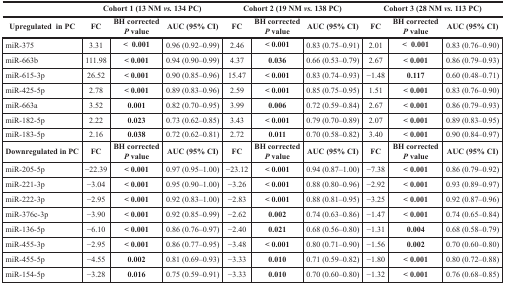 Cohort 1 (13 NM vs. 134 PC) Cohort 2 (19 NM vs. 138 PC) Cohort 3 (28 NM vs. 113 PC)
Upregulated in PC FC BH corrected P value AUC (95% CI) FC BH corrected P value AUC (95% CI) FC BH corrected P value AUC (95% CI)
miR-375 3.31 < 0.001 0.96 (0.92–0.99) 2.46 < 0.001 0.83 (0.75–0.91) 2.01 < 0.001 0.83 (0.76–0.90)
miR-663b 111.98 < 0.001 0.94 (0.90–0.99) 4.37 0.036 0.66 (0.53–0.79) 2.67 < 0.001 0.86 (0.79–0.93)
miR-615-3p 26.52 < 0.001 0.90 (0.85–0.96) 15.47 < 0.001 0.83 (0.74–0.93) −1.48 0.117 0.60 (0.48–0.71)
miR-425-5p 2.78 < 0.001 0.89 (0.83–0.96) 2.59 < 0.001 0.85 (0.75–0.95) 1.51 < 0.001 0.83 (0.76–0.90)
miR-663a 3.52 0.001 0.82 (0.70–0.95) 3.99 0.006 0.72 (0.59–0.84) 2.67 < 0.001 0.86 (0.79–0.93)
miR-182-5p 2.22 0.023 0.73 (0.62–0.85) 3.43 < 0.001 0.79 (0.70–0.89) 2.07 < 0.001 0.89 (0.83–0.95)
miR-183-5p 2.16 0.038 0.72 (0.62–0.81) 2.72 0.011 0.70 (0.58–0.82) 3.40 < 0.001 0.90 (0.84–0.97)
Downregulated in PC FC BH corrected P value AUC (95% CI) FC BH corrected P value AUC (95% CI) FC BH corrected P value AUC (95% CI)
miR-205-5p −22.39 < 0.001 0.97 (0.95–1.00) −23.12 < 0.001 0.94 (0.87–1.00) −7.38 < 0.001 0.86 (0.79–0.92)
miR-221-3p −3.04 < 0.001 0.95 (0.90–1.00) −3.26 < 0.001 0.88 (0.80–0.96) −2.92 < 0.001 0.93 (0.89–0.97)
miR-222-3p −2.95 < 0.001 0.92 (0.83–1.00) −2.83 < 0.001 0.88 (0.81–0.95) −3.25 < 0.001 0.92 (0.87–0.96)
miR-376c-3p −3.90 < 0.001 0.92 (0.85–0.99) −2.62 0.002 0.74 (0.63–0.86) −1.47 < 0.001 0.74 (0.65–0.84)
miR-136-5p −6.10 < 0.001 0.86 (0.76–0.97) −2.40 0.021 0.68 (0.56–0.80) −1.31 0.004 0.68 (0.58–0.79)
miR-455-3p −2.95 < 0.001 0.86 (0.77–0.95) −3.48 < 0.001 0.80 (0.71–0.90) −1.56 0.002 0.70 (0.60–0.80)
miR-455-5p −4.55 0.002 0.81 (0.69–0.93) −3.33 0.010 0.71 (0.59–0.82) −1.80 < 0.001 0.80 (0.72–0.88)
miR-154-5p −3.28 0.016 0.75 (0.59–0.91) −3.33 0.010 0.70 (0.60–0.80) −1.32 < 0.001 0.76 (0.68–0.85)